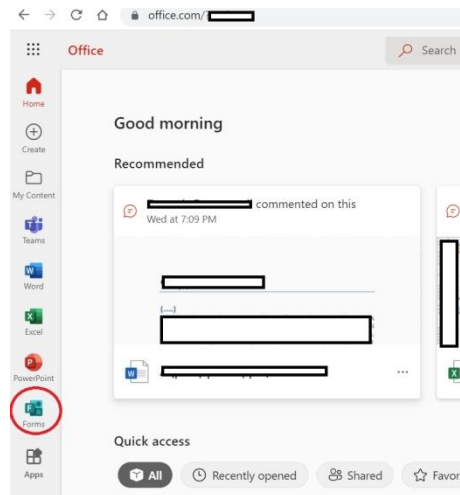 office.com/
Office
Search
Home
Create
My Content
Teams
Word
Excel
PowerPoint
Forms
Apps
Good morning
Recommended
commented on this
Wed at 7:09 PM
Quick access
All
Recently opened
Shared
Favor